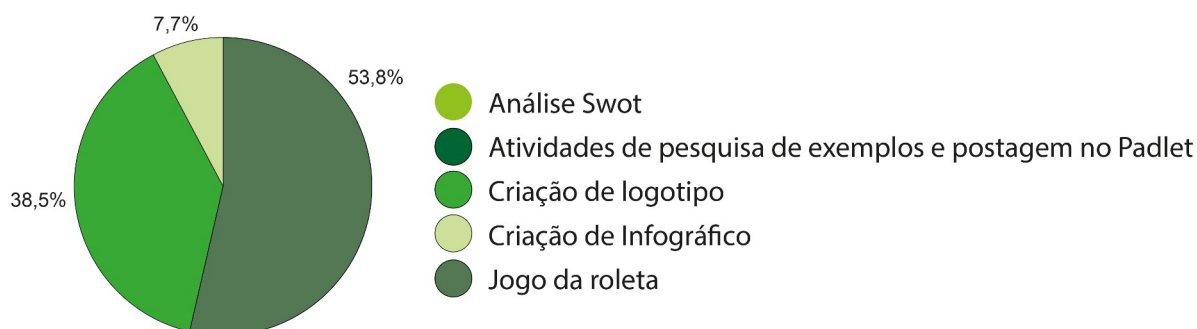 7,7%
53,8%
38,5%
Análise Swot
Atividades de pesquisa de exemplos e postagem no Padlet
Criação de logotipo
Criação de Infográfico
Jogo da roleta